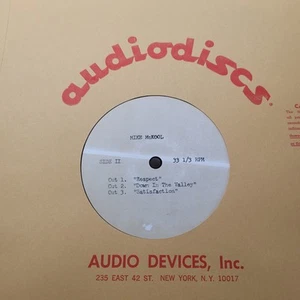 audiodiscs
MIKE McKOOL
SIDE II 33 1/3 RPM
Cut 1. "Respect"
Cut 2. "Down In The Valley"
Cut 3. "Satisfaction"
AUDIO DEVICES, Inc.
235 EAST 42 ST. NEW YORK, N.Y. 10017